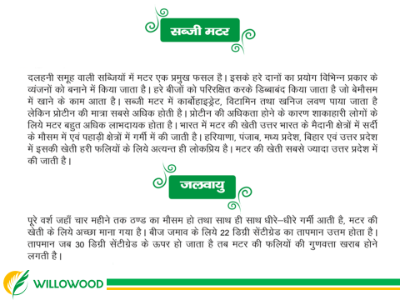 सब्जी मटर
दलहनी समूह वाली सब्जियों में मटर एक प्रमुख फसल है। इसके हरे दानों का प्रयोग विभिन्न प्रकार के
व्यंजनों को बनाने में किया जाता है। हरे बीजों को परिरक्षित करके डिब्बाबंद किया जाता है जो बेमौसम
में खाने के काम आता है। सब्जी मटर में कार्बोहाइड्रेट, विटामिन तथा खनिज लवण पाया जाता है
लेकिन प्रोटीन की मात्रा सबसे अधिक होती है। प्रोटीन की अधिकता होने के कारण शाकाहारी लोगों के
लिये मटर बहुत अधिक लाभदायक होता है। भारत में मटर की खेती उत्तर भारत के मैदानी क्षेत्रों में सर्दी
के मौसम में एवं पहाड़ी क्षेत्रों में गर्मी में की जाती है। हरियाणा, पंजाब, मध्य प्रदेश, बिहार एवं उत्तर प्रदेश
में इसकी खेती हरी फलियों के लिये अत्यन्त ही लोकप्रिय है। मटर की खेती सबसे ज्यादा उत्तर प्रदेश में
की जाती है।
जलवायु
पूरे वर्श जहाँ चार महीने तक ठण्ड का मौसम हो तथा साथ ही साथ धीरे–धीरे गर्मी आती है, मटर की
खेती के लिये अच्छा माना गया है। बीज जमाव के लिये 22 डिग्री सेंटीग्रेड का तापमान उत्तम होता है।
तापमान जब 30 डिग्री सेंटीग्रेड के ऊपर हो जाता है तब मटर की फलियों की गुणवत्ता खराब होने
लगती है।
WILLOWOOD